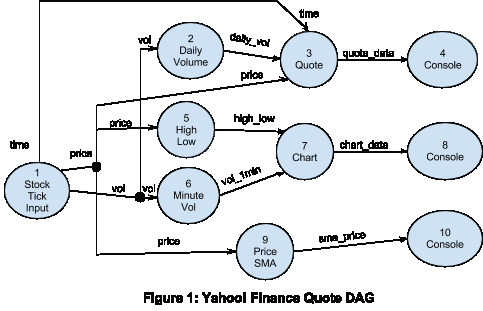 time
vol
2
Daily
Volume
daily_vol
3
Quote
quote_data
4
Console
price
price
5
High
Low
high_low
time
price
1
Stock
Tick
Input
vol
vol
6
Minute
Vol
vol_1min
7
Chart
chart_data
8
Console
price
9
Price
SMA
sma_price
10
Console
Figure 1: Yahoo! Finance Quote DAG